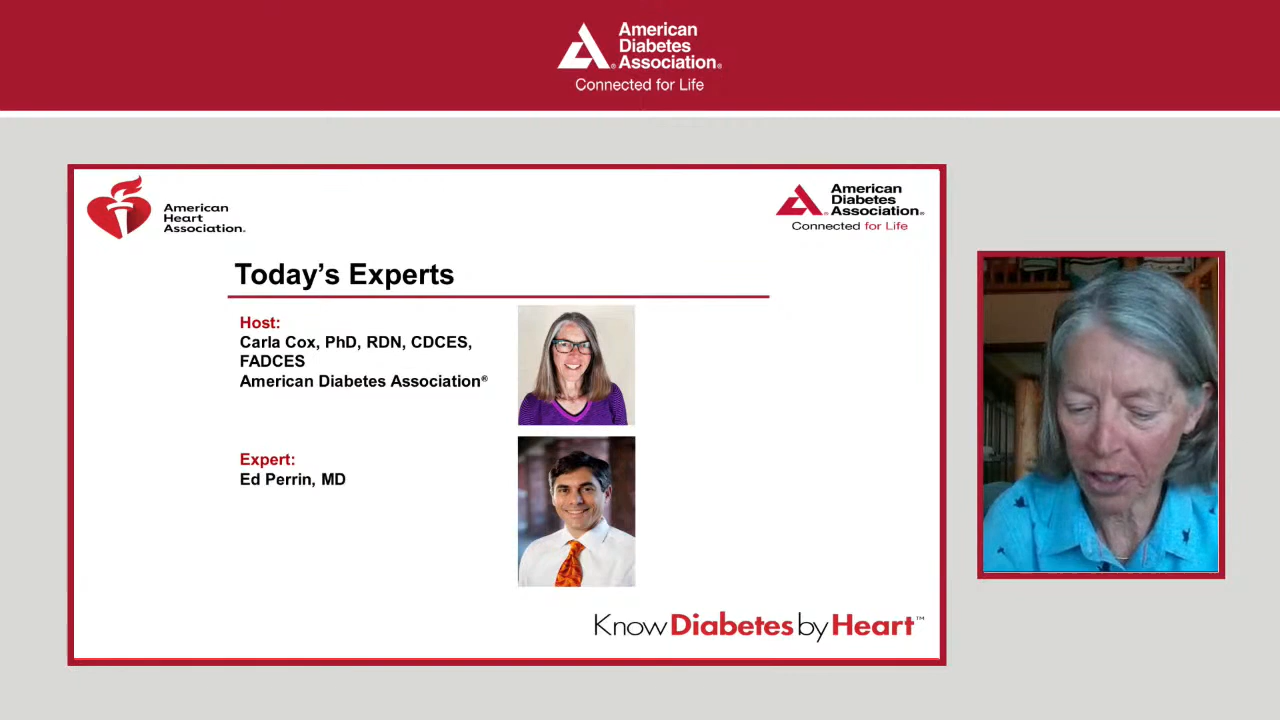 American
Diabetes
Association®
Connected for Life
American
Heart
Association.
American
Diabetes
Association®
Connected for Life
Today’s Experts
Host:
Carla Cox, PhD, RDN, CDCES,
FADCES
American Diabetes Association®
Expert:
Ed Perrin, MD
Know Diabetes by Heart™